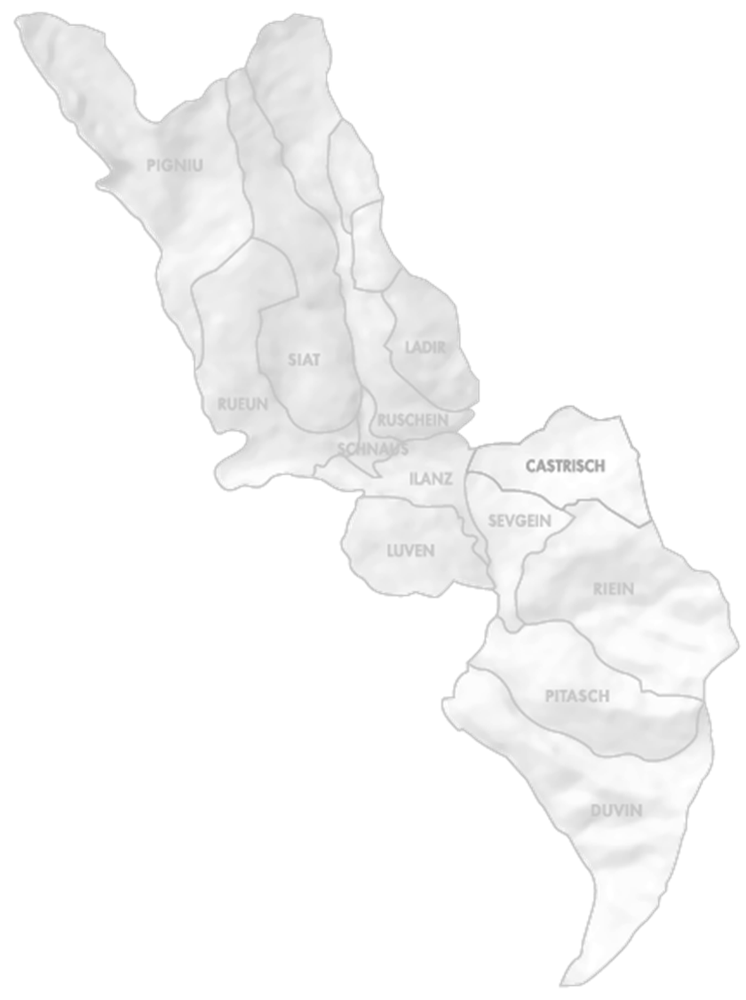 PIGNIU
LADIR
SIAT
RUEUN
RUSCHEIN
SCHNAUS
CASTRISCH
ILANZ
SEVGEIN
LUVEN
RIEIN
PITASCH
DUVIN